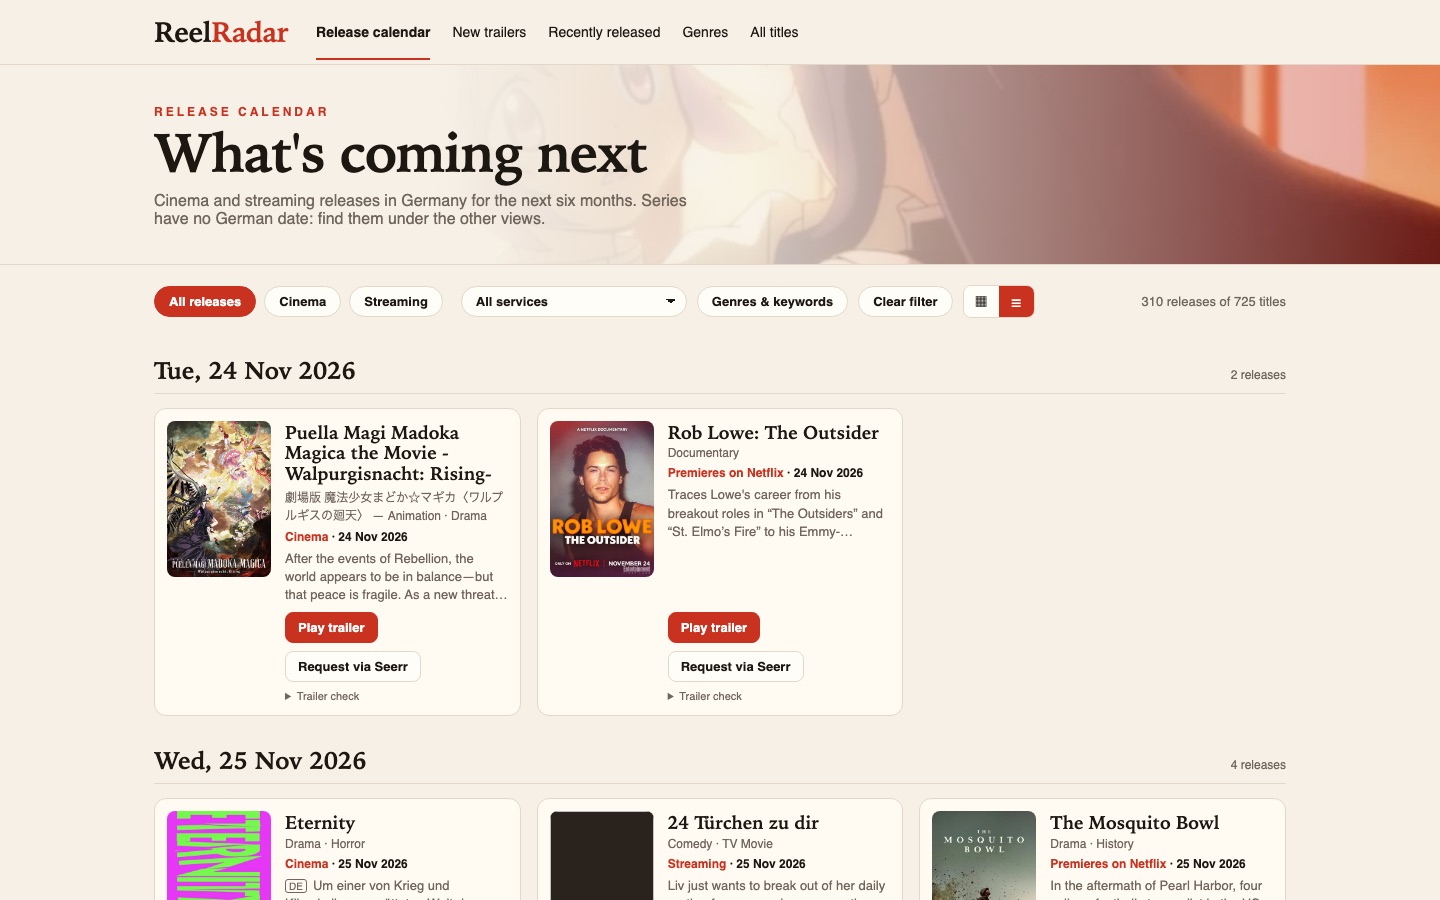 ReelRadar
Release calendar
New trailers
Recently released
Genres
All titles
RELEASE CALENDAR
What's coming next
Cinema and streaming releases in Germany for the next six months. Series
have no German date: find them under the other views.
All releases
Cinema
Streaming
All services
Genres & keywords
Clear filter
310 releases of 725 titles
Tue, 24 Nov 2026
2 releases
PUELLA MAGI MADOKA MAGICA
Puella Magi Madoka
Magica the Movie -
Walpurgisnacht: Rising-
劇場版 魔法少女まどか☆マギカ〈ワルプ
ルギスの廻天〉 — Animation · Drama
Cinema · 24 Nov 2026
After the events of Rebellion, the
world appears to be in balance—but
that peace is fragile. As a new threat…
Play trailer
Request via Seerr
Trailer check
A NETFLIX DOCUMENTARY
ROB LOWE
THE OUTSIDER
ONLY ON NETFLIX | NOVEMBER 24
Rob Lowe: The Outsider
Documentary
Premieres on Netflix · 24 Nov 2026
Traces Lowe's career from his
breakout roles in “The Outsiders” and
“St. Elmo’s Fire” to his Emmy-…
Play trailer
Request via Seerr
Trailer check
Wed, 25 Nov 2026
4 releases
Eternity
Drama · Horror
Cinema · 25 Nov 2026
DE Um einer von Krieg und
24 Türchen zu dir
Comedy · TV Movie
Streaming · 25 Nov 2026
Liv just wants to break out of her daily
THE
MOSQUITO
BOWL
The Mosquito Bowl
Drama · History
Premieres on Netflix · 25 Nov 2026
In the aftermath of Pearl Harbor, four